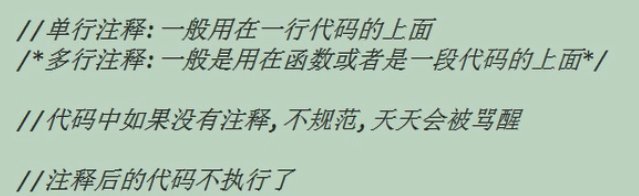 //单行注释:一般用在一行代码的上面
/*多行注释:一般是用在函数或者是一段代码的上面*/
//代码中如果没有注释,不规范,天天会被骂醒
//注释后的代码不执行了